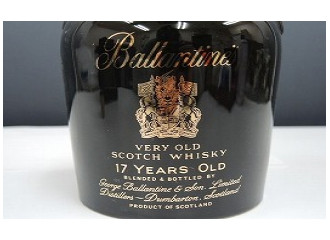 Ballantine's
VERY OLD
SCOTCH WHISKY
17 YEARS OLD
BLENDED & BOTTLED BY
George Ballantine & Son, Limited
Distillers—Dumbarton, Scotland
PRODUCT OF SCOTLAND